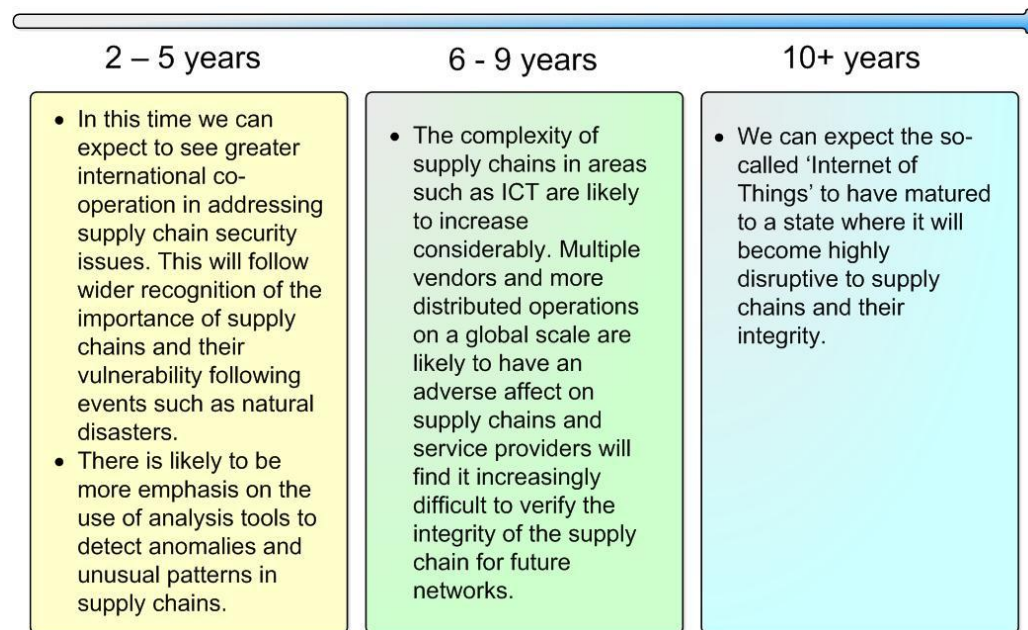 2 – 5 years
6 - 9 years
10+ years
• In this time we can
expect to see greater
international co-
operation in addressing
supply chain security
issues. This will follow
wider recognition of the
importance of supply
chains and their
vulnerability following
events such as natural
disasters.
• There is likely to be
more emphasis on the
use of analysis tools to
detect anomalies and
unusual patterns in
supply chains.
• The complexity of
supply chains in areas
such as ICT are likely
to increase
considerably. Multiple
vendors and more
distributed operations
on a global scale are
likely to have an
adverse affect on
supply chains and
service providers will
find it increasingly
difficult to verify the
integrity of the supply
chain for future
networks.
• We can expect the so-
called ‘Internet of
Things’ to have matured
to a state where it will
become highly
disruptive to supply
chains and their
integrity.